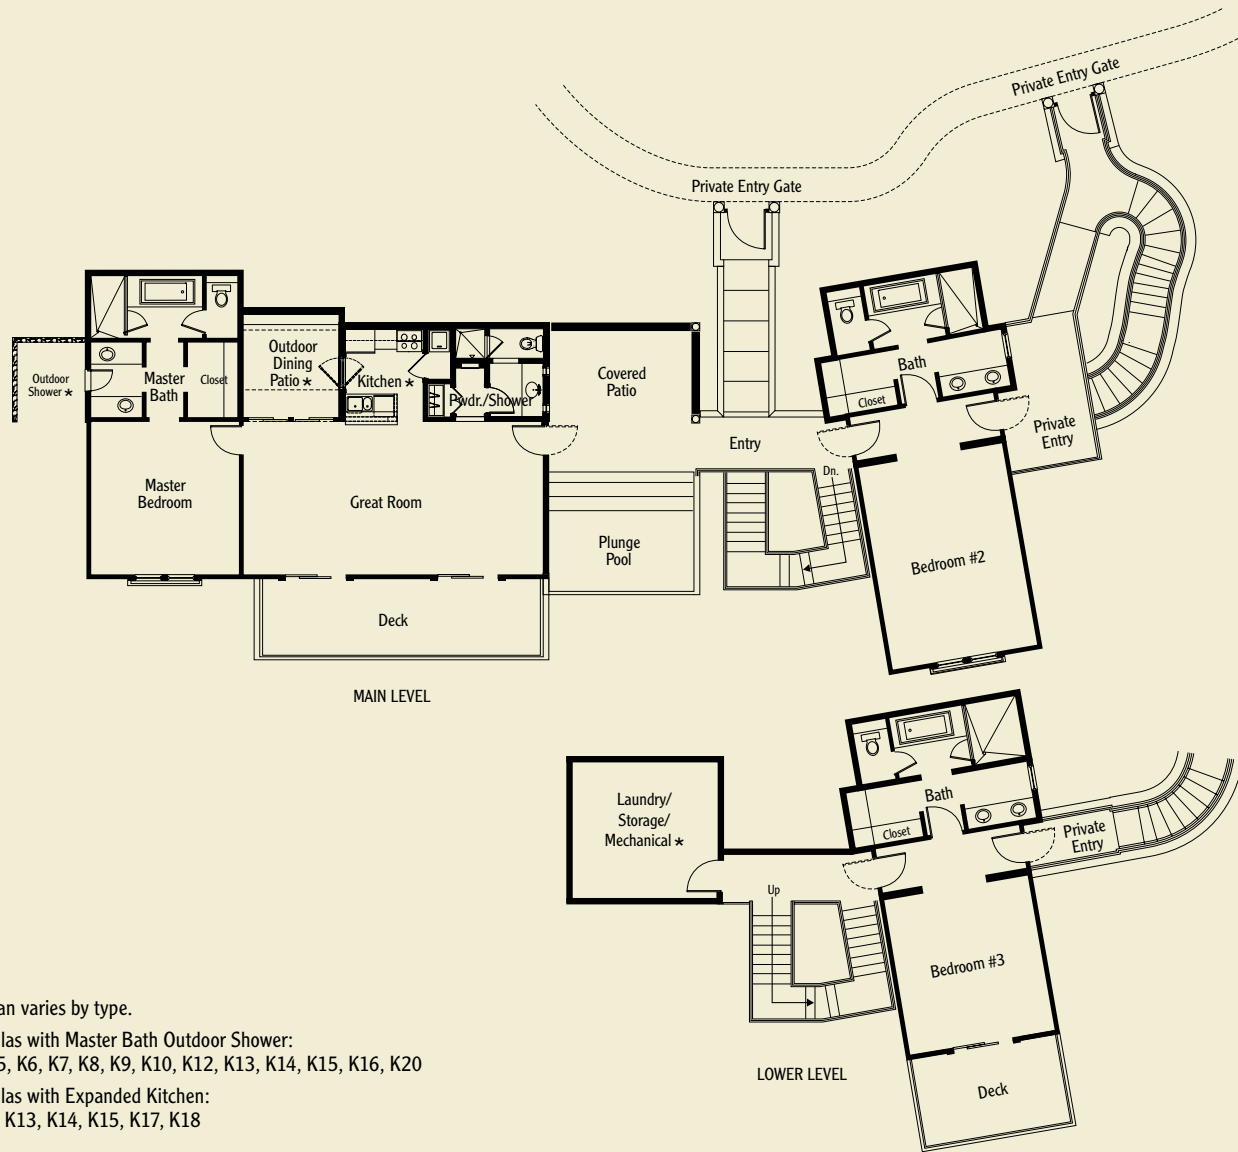 Private Entry Gate
Private Entry Gate
Outdoor
Shower *
Master
Bath
Closet
Outdoor
Dining
Patio *
Kitchen *
Pwdr./Shower
Covered
Patio
Entry
Bath
Closet
Private
Entry
Dn.
Master
Bedroom
Great Room
Plunge
Pool
Bedroom #2
Deck
MAIN LEVEL
Laundry/
Storage/
Mechanical *
Bath
Closet
Private
Entry
Up
Bedroom #3
Deck
LOWER LEVEL
varies by type.
with Master Bath Outdoor Shower:
K6, K7, K8, K9, K10, K12, K13, K14, K15, K16, K20
with Expanded Kitchen:
K13, K14, K15, K17, K18